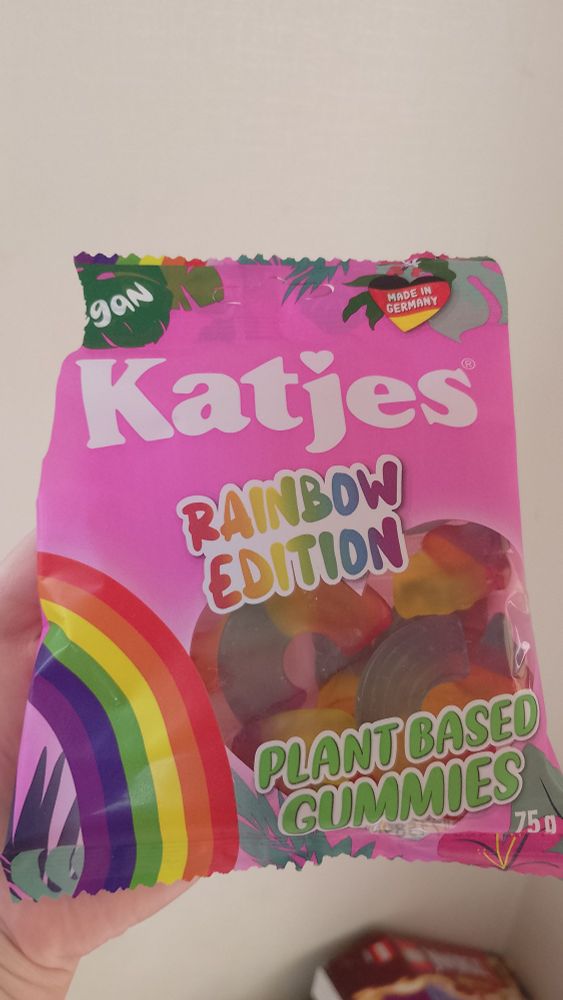 gan
MADE IN
GERMANY
Katjes®
RAINBOW
EDITION
PLANT BASED
GUMMIES
75g